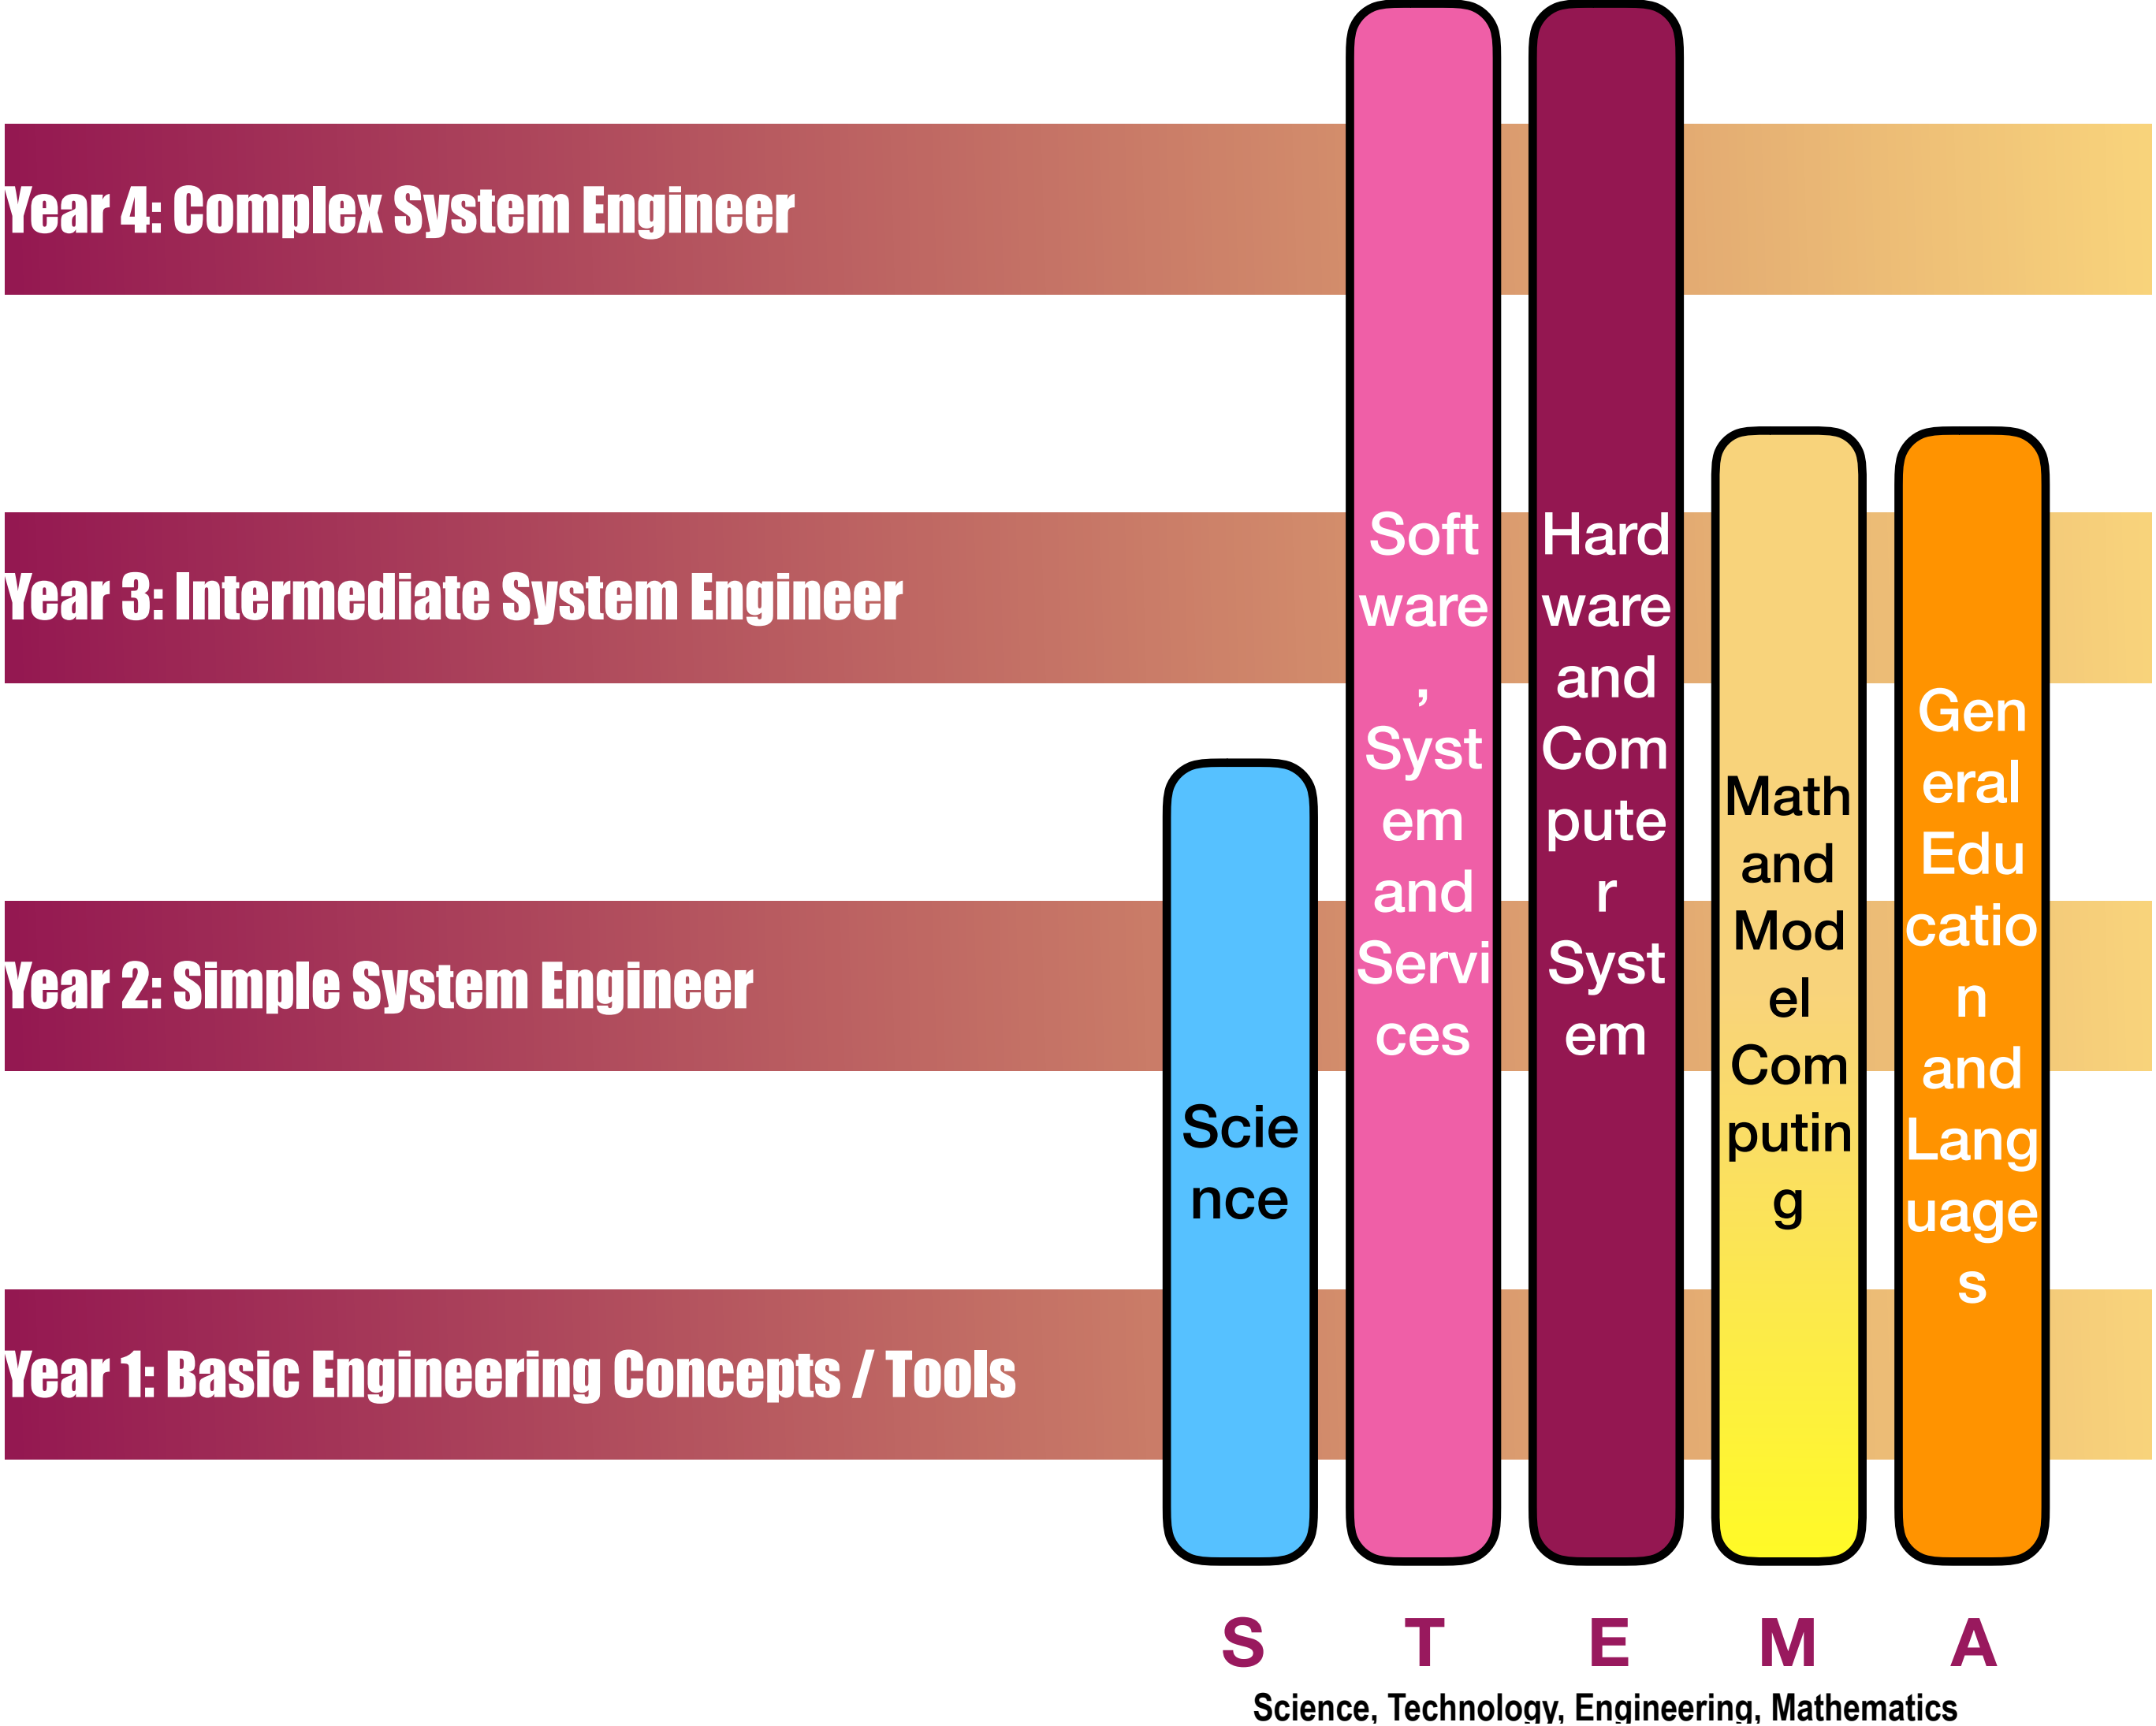 Year 4: Complex System Engineer
Year 3: Intermediate System Engineer
Year 2: Simple System Engineer
Year 1: Basic Engineering Concepts / Tools
Scie
nce
Soft
ware
,
Syst
em
and
Servi
ces
Hard
ware
and
Com
pute
r
Syst
em
Math
and
Mod
el
Com
putin
g
Gen
eral
Edu
catio
n
and
Lang
uage
s
S T E M A
Science, Technology, Engineering, Mathematics